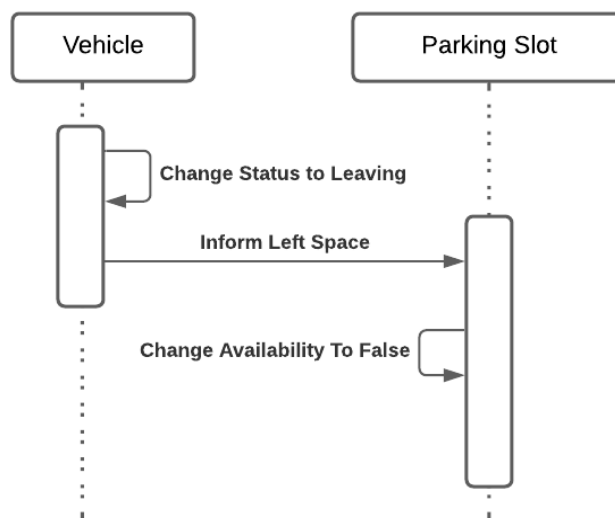 Vehicle
Parking Slot
Change Status to Leaving
Inform Left Space
Change Availability To False